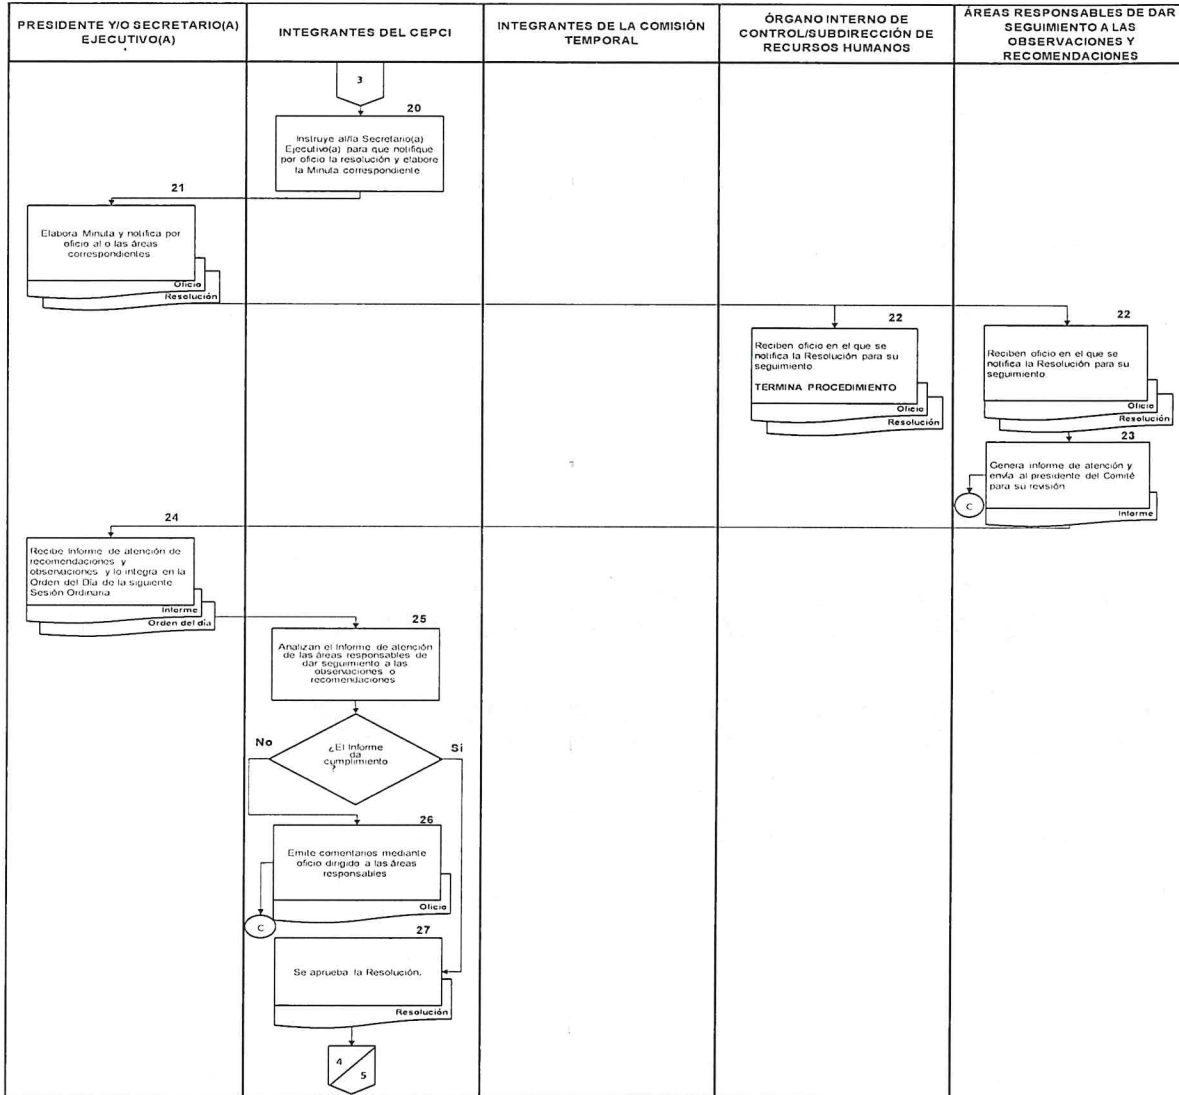 PRESIDENTE Y/O SECRETARIO(A)
EJECUTIVO(A)
INTEGRANTES DEL CEPCI
INTEGRANTES DE LA COMISIÓN
TEMPORAL
ÓRGANO INTERNO DE
CONTROL/SUBDIRECCIÓN DE
RECURSOS HUMANOS
ÁREAS RESPONSABLES DE DAR
SEGUIMIENTO A LAS
OBSERVACIONES Y
RECOMENDACIONES
3
20
Instruye al/la Secretario(a)
Ejecutivo(a) para que notifique
por oficio la resolución y elabore
la Minuta correspondiente
21
Elabora Minuta y notifica por
oficio al o las áreas
correspondientes
Oficio
Resolución
22
Reciben oficio en el que se
notifica la Resolución para su
seguimiento
TERMINA PROCEDIMIENTO
Oficio
Resolución
22
Reciben oficio en el que se
notifica la Resolución para su
seguimiento
Oficio
Resolución
23
Genera informe de atención y
envía al presidente del Comité
para su revisión
C
Informe
24
Recibe Informe de atención de
recomendaciones y
observaciones y lo integra en la
Orden del Día de la siguiente
Sesión Ordinaria
Informe
Orden del día
25
Analizan el Informe de atención
de las áreas responsables de
dar seguimiento a las
observaciones o
recomendaciones
No
¿El Informe
da
cumplimiento
?
Si
26
Emite comentarios mediante
oficio dirigido a las áreas
responsables
Oficio
C
27
Se aprueba la Resolución.
Resolución
4
5